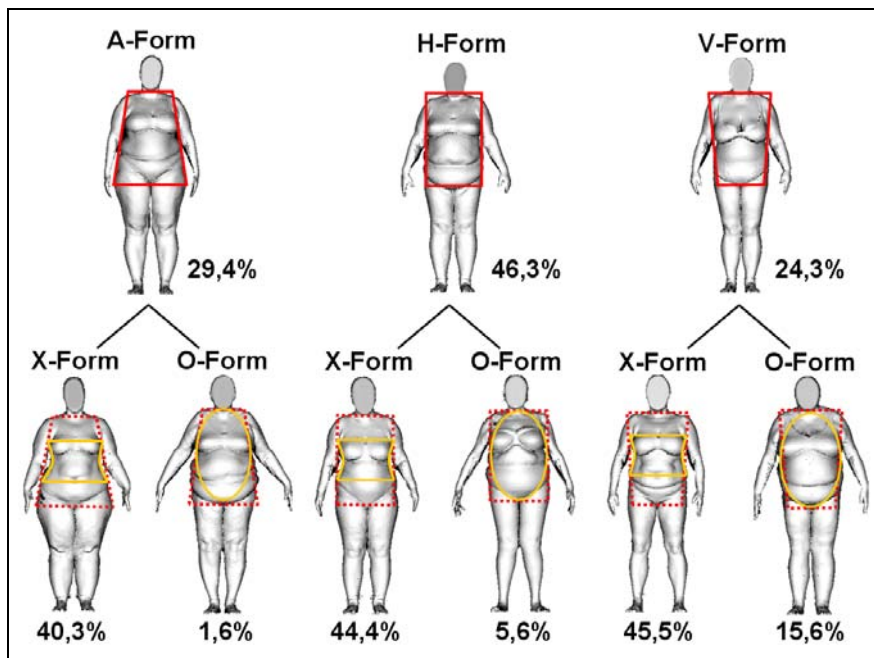 A-Form H-Form V-Form
29,4% 46,3% 24,3%
X-Form O-Form X-Form O-Form X-Form O-Form
40,3% 1,6% 44,4% 5,6% 45,5% 15,6%